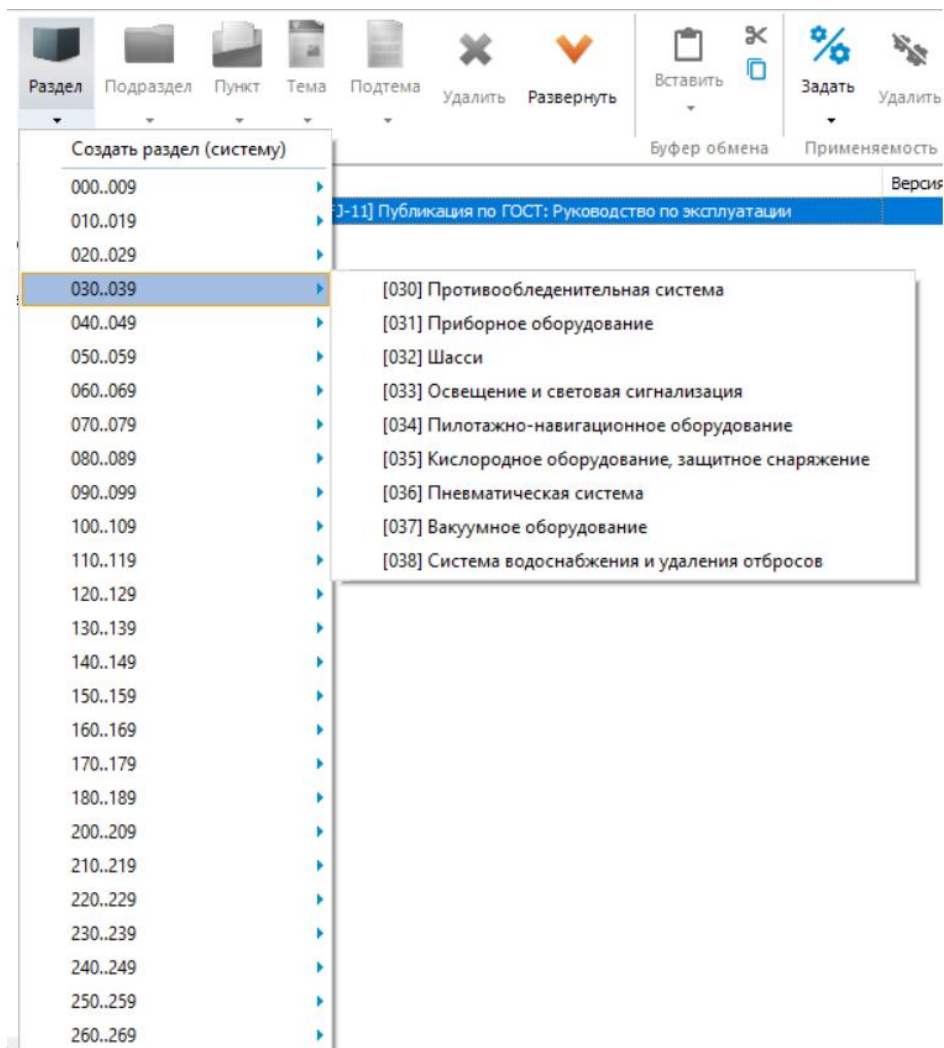 Раздел Подраздел Пункт Тема Подтема Удалить Развернуть Вставить Задать Удалить
Буфер обмена Применяемость
Создать раздел (систему)
Версия
000..009
J-11] Публикация по ГОСТ: Руководство по эксплуатации
010..019
020..029
030..039
[030] Противообледенительная система
040..049
[031] Приборное оборудование
050..059
[032] Шасси
060..069
[033] Освещение и световая сигнализация
070..079
[034] Пилотажно-навигационное оборудование
080..089
[035] Кислородное оборудование, защитное снаряжение
090..099
[036] Пневматическая система
100..109
[037] Вакуумное оборудование
110..119
[038] Система водоснабжения и удаления отбросов
120..129
130..139
140..149
150..159
160..169
170..179
180..189
200..209
210..219
220..229
230..239
240..249
250..259
260..269